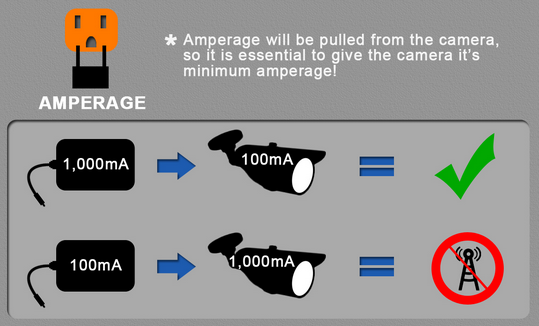 * Amperage will be pulled from the camera,
so it is essential to give the camera it's
minimum amperage!
AMPERAGE
1,000mA
100mA
=
100mA
1,000mA
=